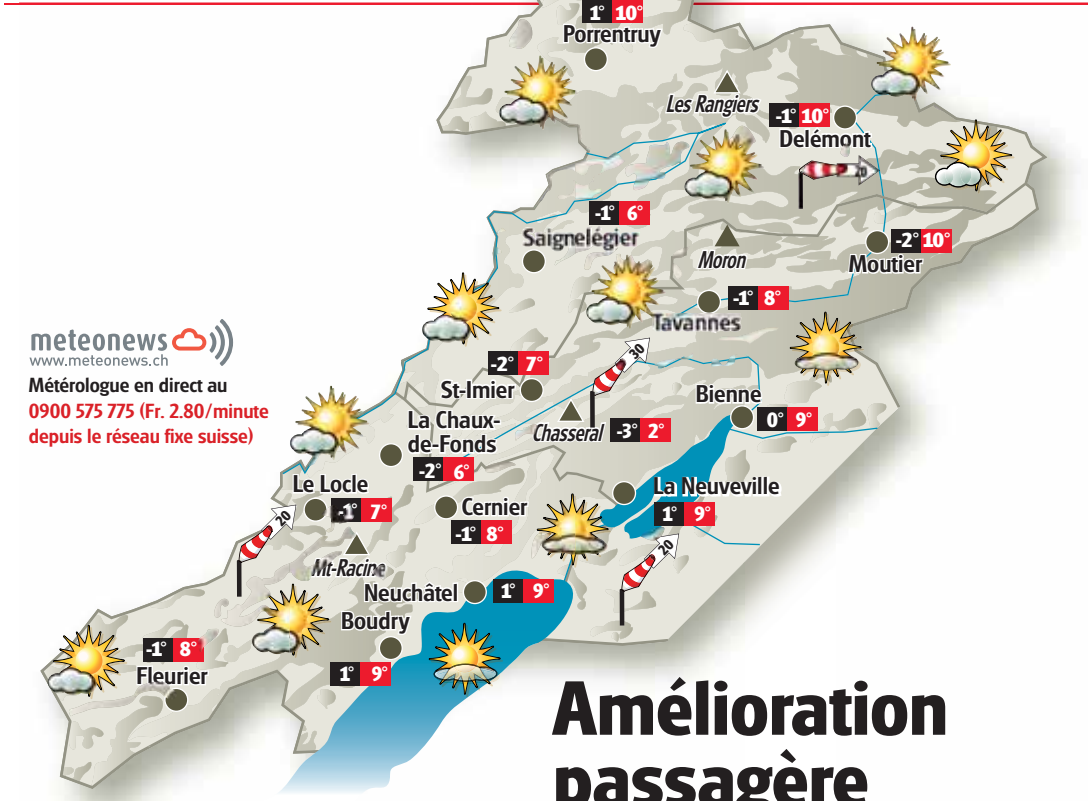 1° 10°
Porrentruy
Les Rangiers
-1° 10°
Delémont
20
-1° 6°
Saignelégier
Moron
-2° 10°
Moutier
-1° 8°
Tavannes
meteonews
www.meteonews.ch
Métérologue en direct au
0900 575 775 (Fr. 2.80/minute
depuis le réseau fixe suisse)
30
-2° 7°
St-Imier
Bienne
0° 9°
La Chaux-
de-Fonds
-2° 6°
Chasseral -3° 2°
Le Locle
-1° 7°
Cernier
-1° 8°
La Neuveville
1° 9°
20
Mt-Racine
20
Neuchâtel 1° 9°
Boudry
1° 9°
-1° 8°
Fleurier
Amélioration
passagère